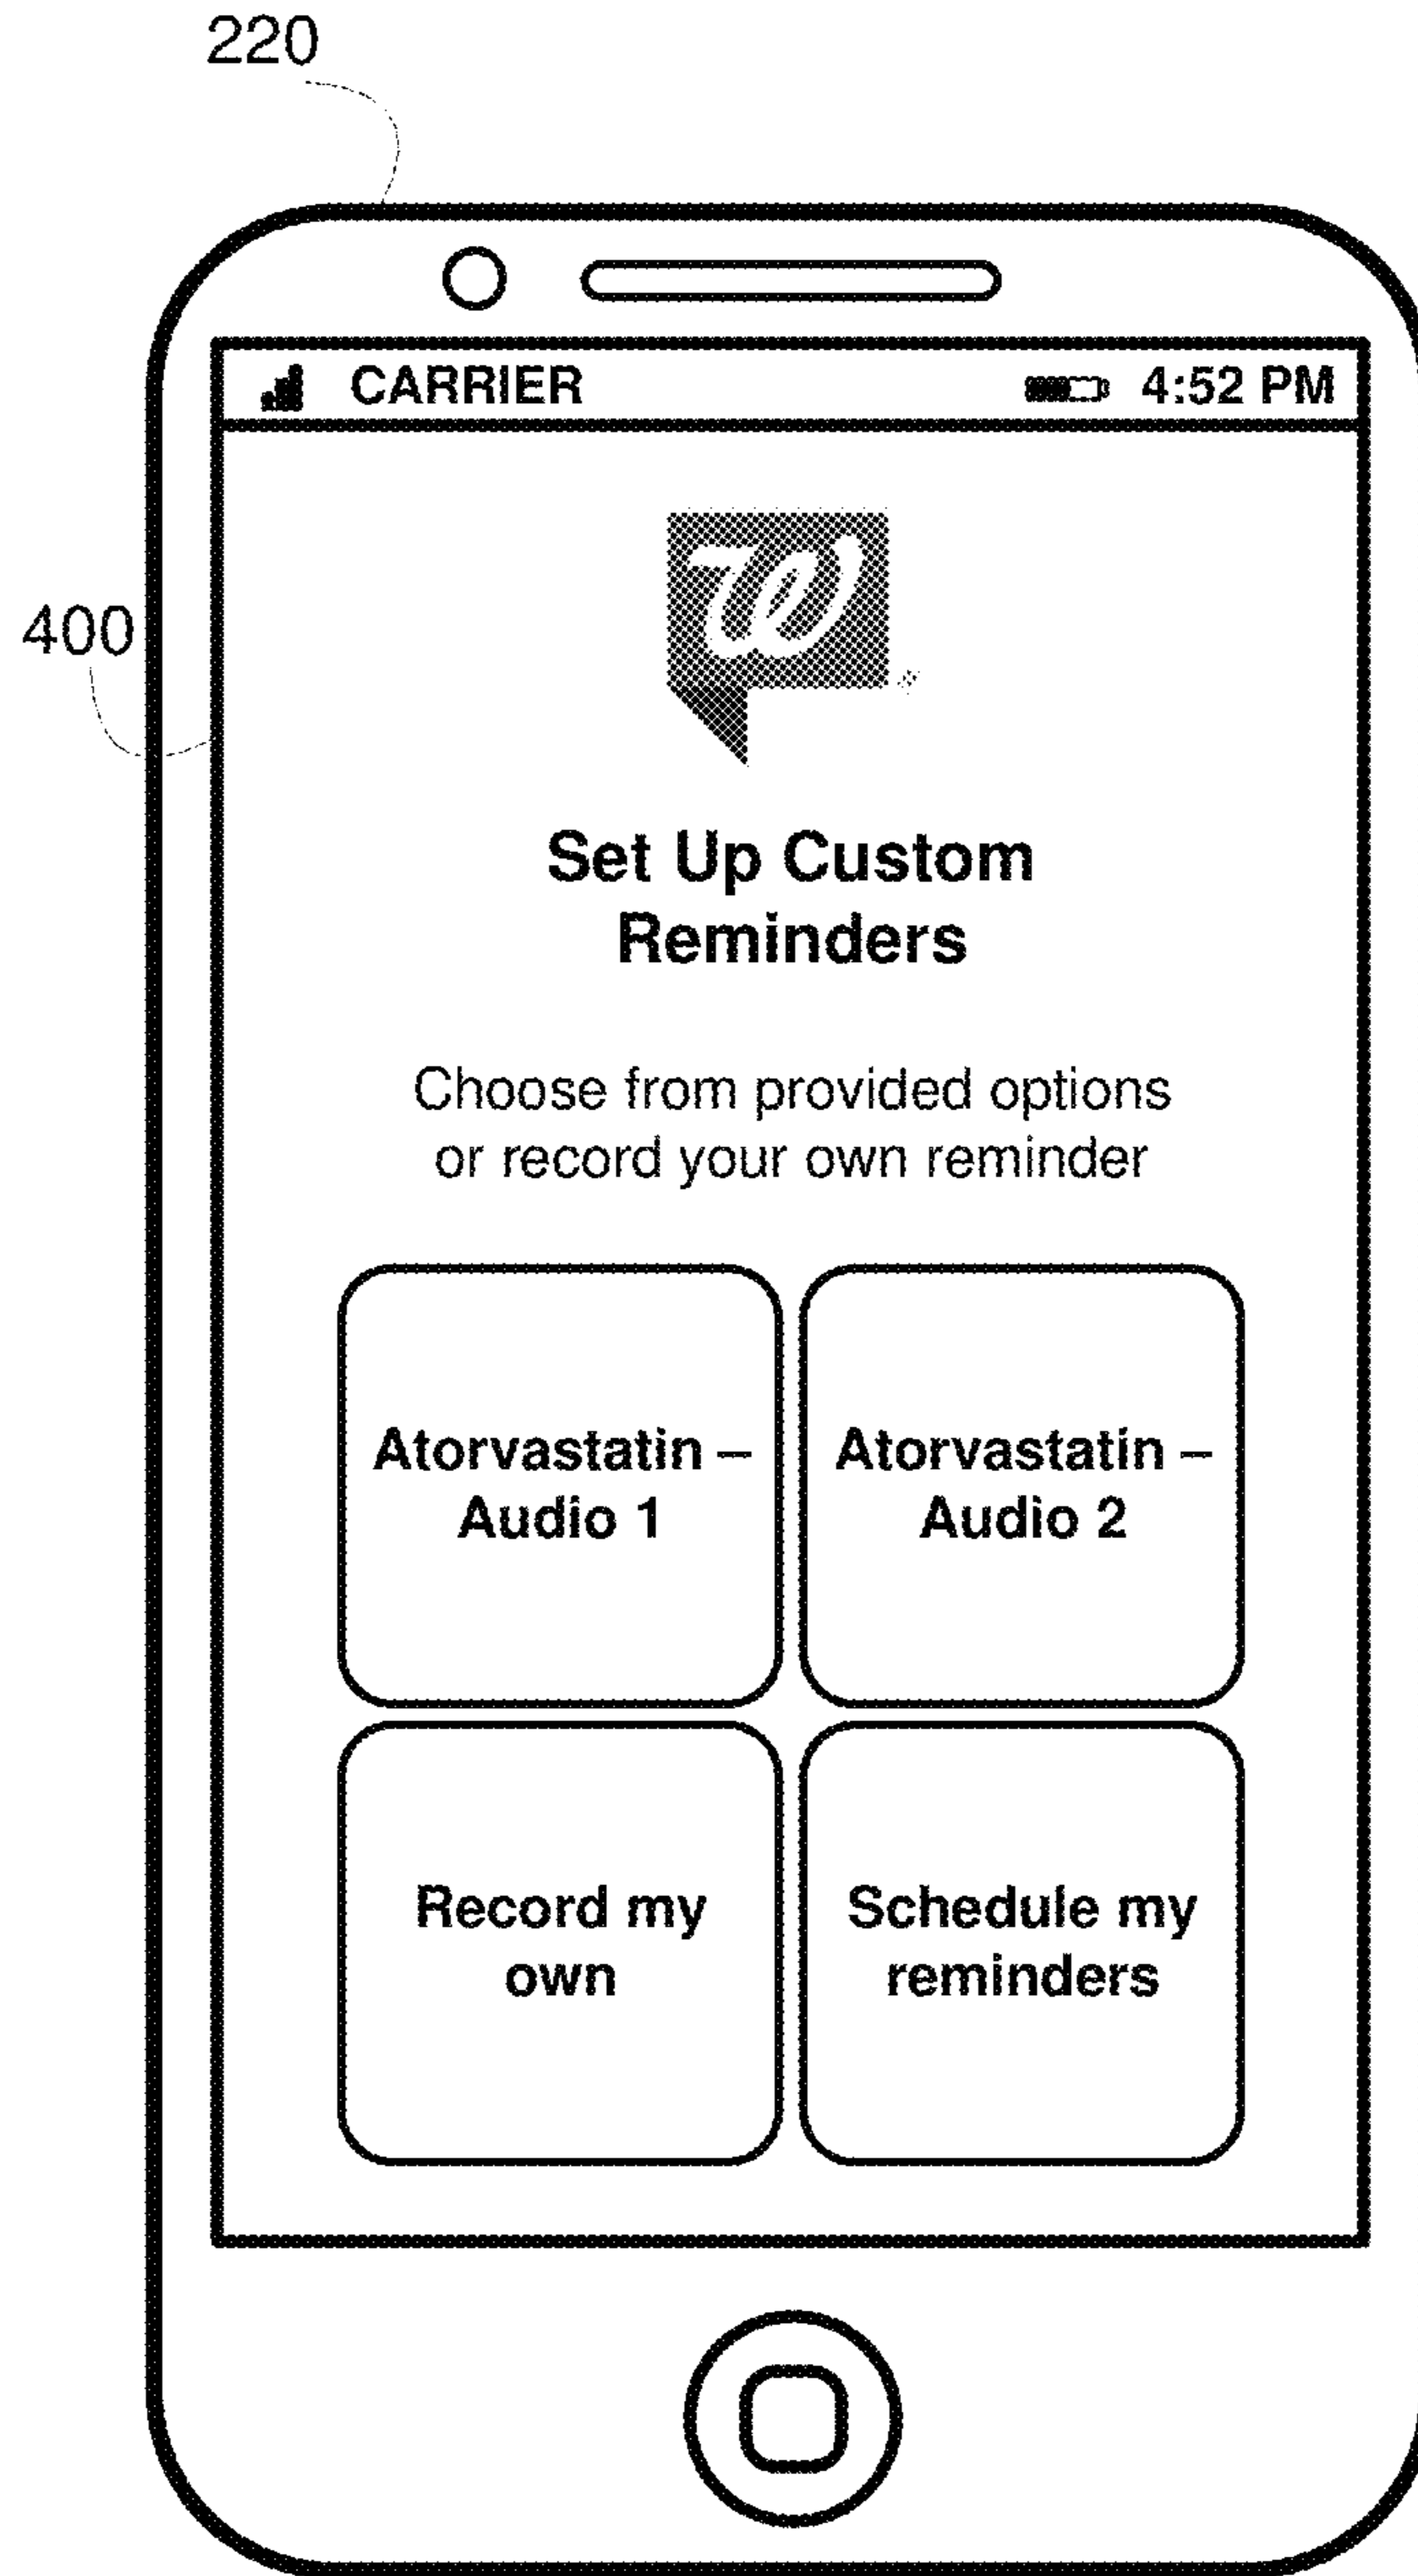 220
CARRIER 4:52 PM
W
400
Set Up Custom
Reminders
Choose from provided options
or record your own reminder
Atorvastatin –
Audio 1
Atorvastatin –
Audio 2
Record my
own
Schedule my
reminders